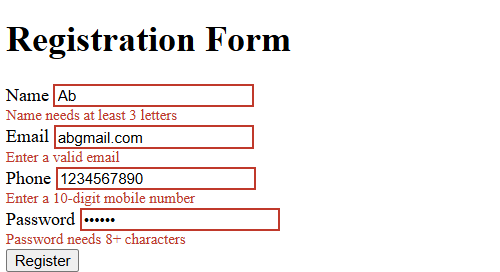 Registration Form
Name Ab
Name needs at least 3 letters
Email abgmail.com
Enter a valid email
Phone 1234567890
Enter a 10-digit mobile number
Password ••••••
Password needs 8+ characters
Register